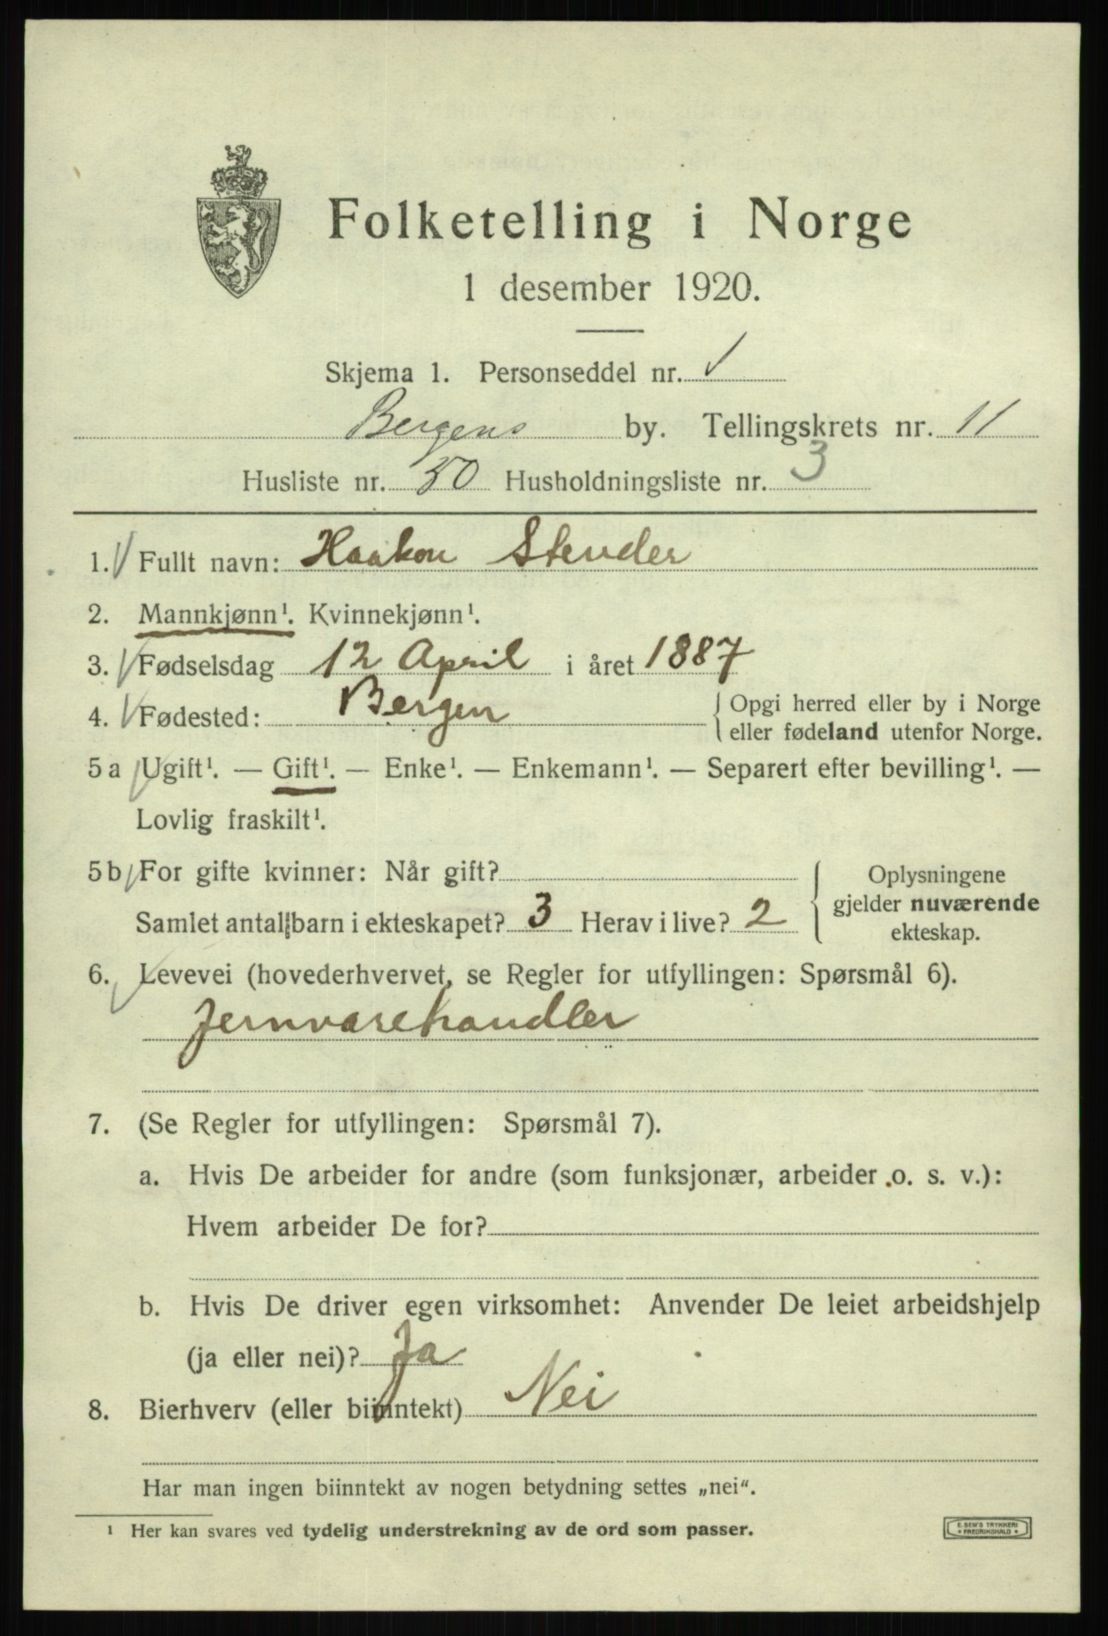 Folketelling i Norge
1 desember 1920.
Skjema 1. Personseddel nr. 1
Bergens by. Tellingskrets nr. 11
Husliste nr. 50 Husholdningsliste nr. 3
1. Fullt navn: Haakon Stender
2. Mannkjønn¹. Kvinnekjønn¹.
3. Fødselsdag 12 April i året 1887
4. Fødested: Bergen { Opgi herred eller by i Norge
eller fødeland utenfor Norge.
5 a Ugift¹. — Gift¹. — Enke¹. — Enkemann¹. — Separert efter bevilling¹. —
Lovlig fraskilt¹.
5 b For gifte kvinner: Når gift?
Samlet antall barn i ekteskapet? 3 Herav i live? 2
{ Oplysningene
gjelder nuværende
ekteskap.
6. Levevei (hovederhvervet, se Regler for utfyllingen: Spørsmål 6).
Jernvarehandler
7. (Se Regler for utfyllingen: Spørsmål 7).
a. Hvis De arbeider for andre (som funksjonær, arbeider o. s. v.):
Hvem arbeider De for?
b. Hvis De driver egen virksomhet: Anvender De leiet arbeidshjelp
(ja eller nei)? Ja
8. Bierhverv (eller biinntekt) Nei
Har man ingen biinntekt av nogen betydning settes „nei".
¹ Her kan svares ved tydelig understrekning av de ord som passer.
E. SEM'S TRYKKERI
FREDRIKSHALD